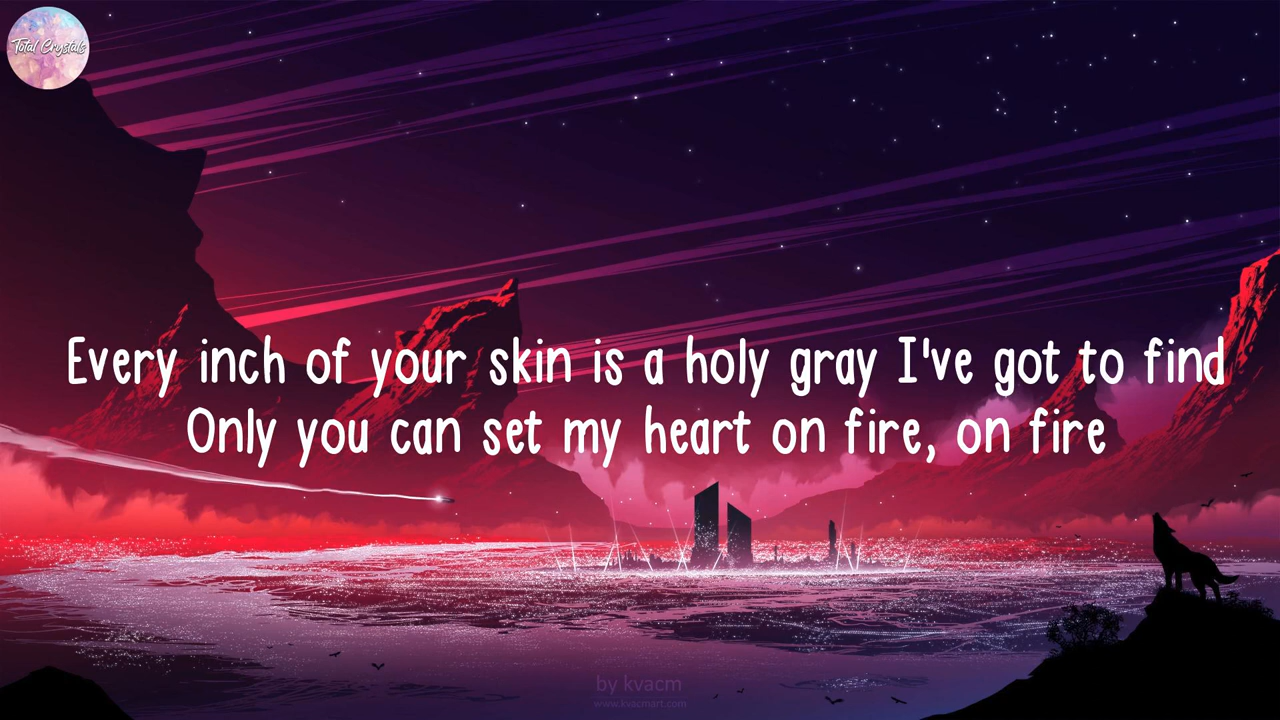 Total Crystals
Every inch of your skin is a holy gray I've got to find
Only you can set my heart on fire, on fire
by kvacm
www.kvacmart.com